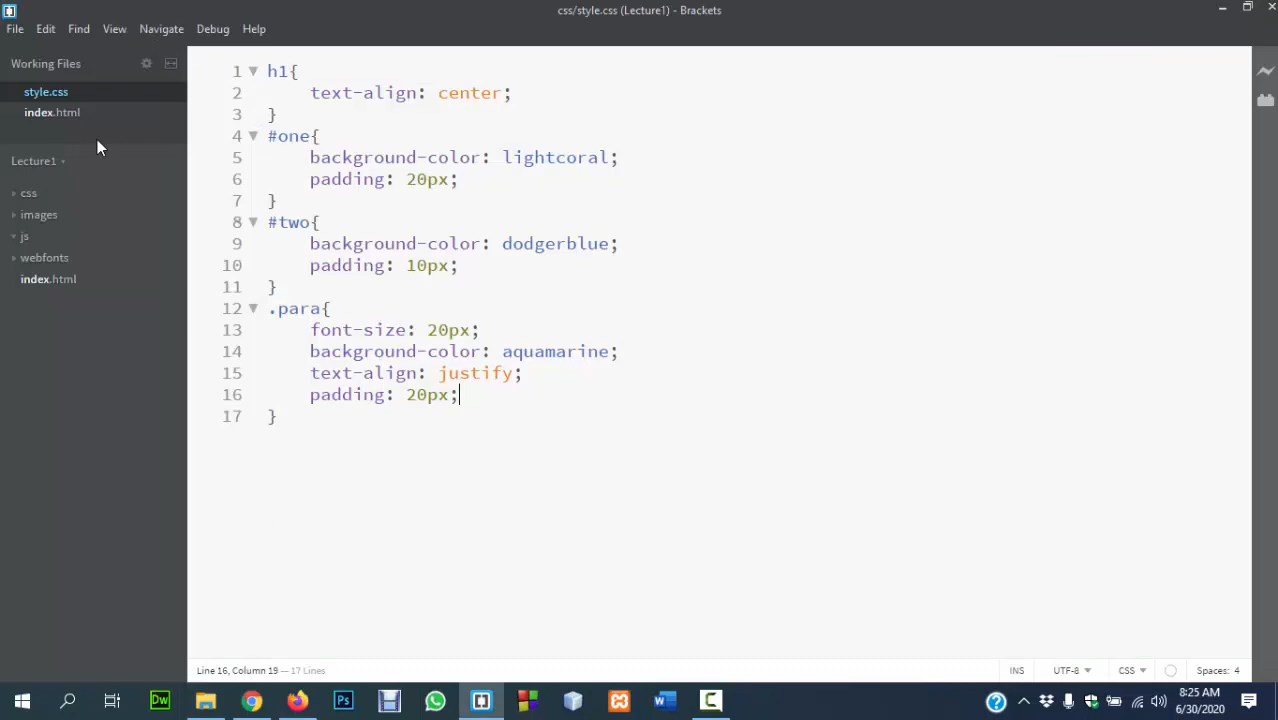 css/style.css (Lecture1) - Brackets
File Edit Find View Navigate Debug Help
Working Files
style.css
index.html
Lecture1
css
images
js
webfonts
index.html
1 h1{
2 text-align: center;
3 }
4 #one{
5 background-color: lightcoral;
6 padding: 20px;
7 }
8 #two{
9 background-color: dodgerblue;
10 padding: 10px;
11 }
12 .para{
13 font-size: 20px;
14 background-color: aquamarine;
15 text-align: justify;
16 padding: 20px;
17 }
Line 16, Column 19 — 17 Lines INS UTF-8 CSS Spaces: 4
Dw Ps W C
8:25 AM
6/30/2020